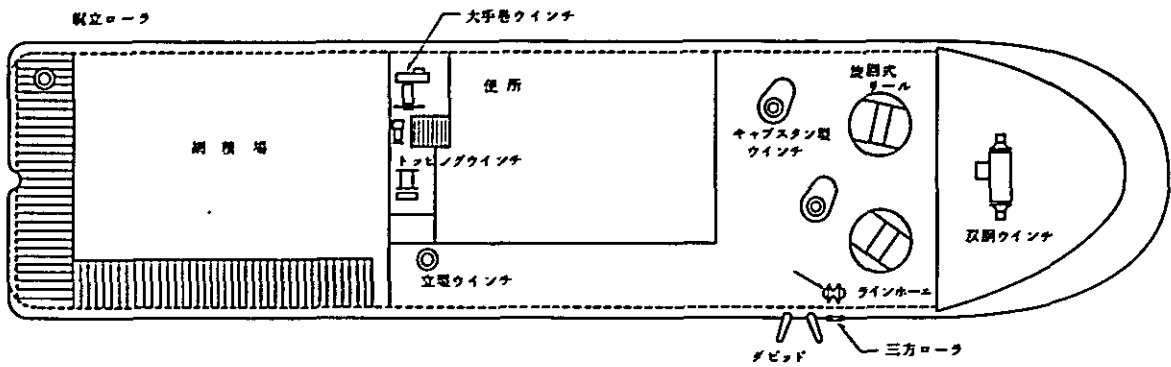 竪立ローラ
大手巻ウインチ
便所
旋回式
リール
キャプスタン型
ウインチ
網積場
トッピングウインチ
双胴ウインチ
立型ウインチ
ラインホーラ
ダビッド
三方ローラ